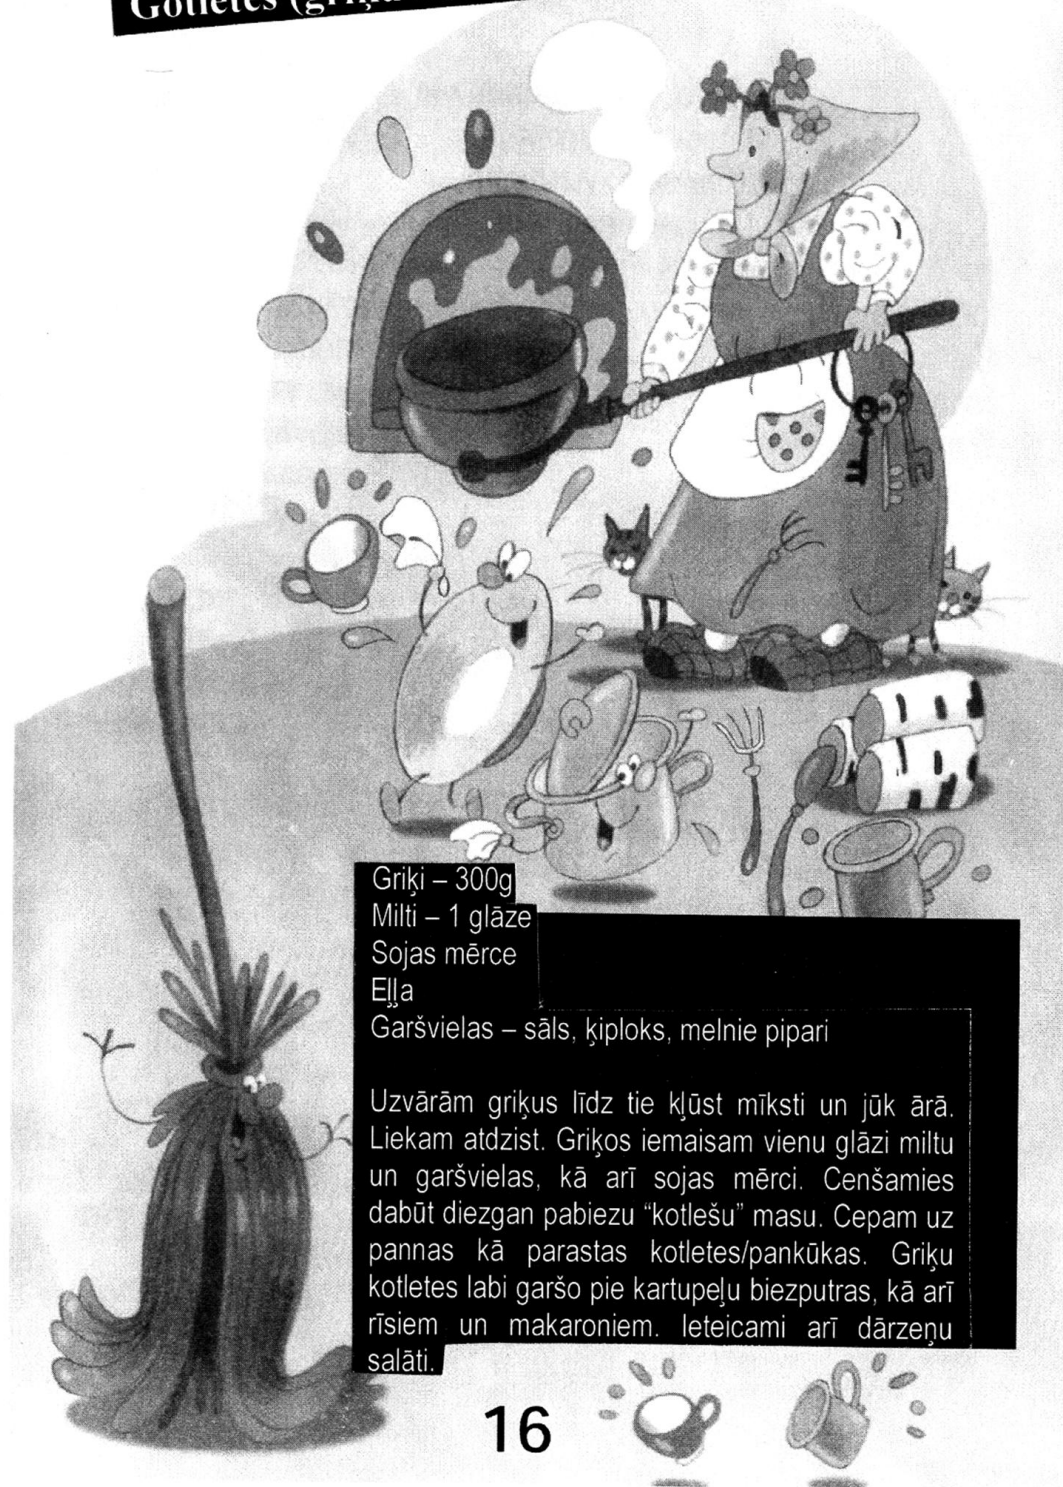 Gotletes
Griķi – 300g
Milti – 1 glāze
Sojas mērce
Eļļa
Garšvielas – sāls, ķiploks, melnie pipari
Uzvārām griķus līdz tie kļūst mīksti un jūk ārā.
Liekam atdzist. Griķos iemaisam vienu glāzi miltu
un garšvielas, kā arī sojas mērci. Cenšamies
dabūt diezgan pabiezu “kotlešu” masu. Cepam uz
pannas kā parastas kotletes/pankūkas. Griķu
kotletes labi garšo pie kartupeļu biezputras, kā arī
rīsiem un makaroniem. Ieteicami arī dārzeņu
salāti.
16